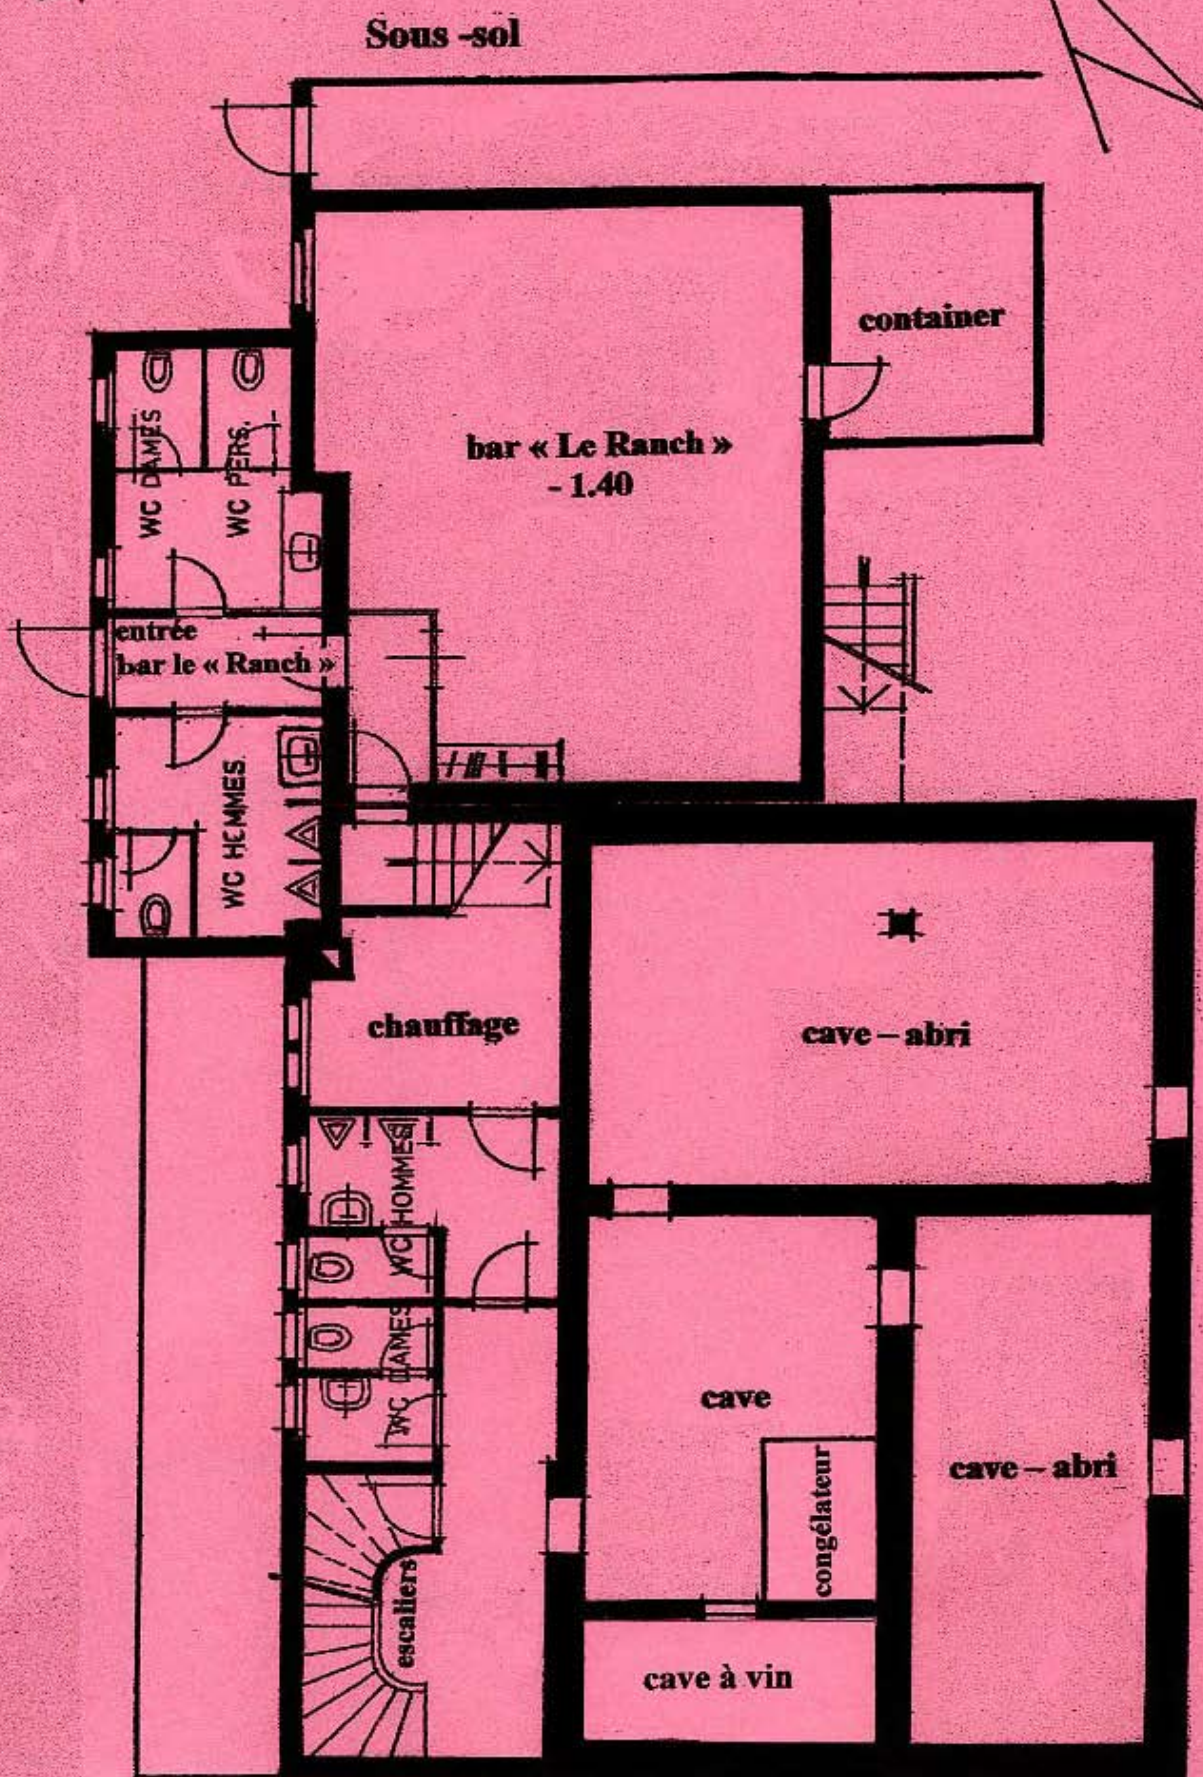 Sous -sol
container
bar « Le Ranch »
- 1.40
WC DAMES
WC PERS.
entrée
bar le « Ranch »
WC HEMMES
chauffage
cave – abri
WC HOMMES
WC DAMES
cave
congélateur
cave – abri
escaliers
cave à vin